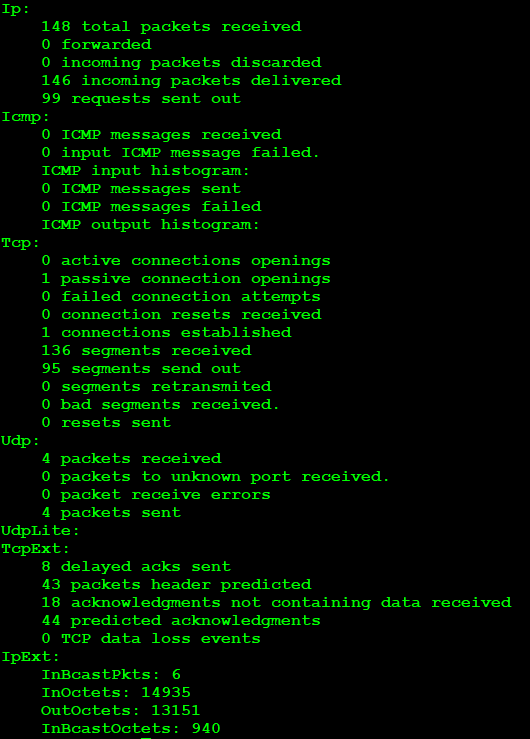 Ip:
148 total packets received
0 forwarded
0 incoming packets discarded
146 incoming packets delivered
99 requests sent out
Icmp:
0 ICMP messages received
0 input ICMP message failed.
ICMP input histogram:
0 ICMP messages sent
0 ICMP messages failed
ICMP output histogram:
Tcp:
0 active connections openings
1 passive connection openings
0 failed connection attempts
0 connection resets received
1 connections established
136 segments received
95 segments send out
0 segments retransmited
0 bad segments received.
0 resets sent
Udp:
4 packets received
0 packets to unknown port received.
0 packet receive errors
4 packets sent
UdpLite:
TcpExt:
8 delayed acks sent
43 packets header predicted
18 acknowledgments not containing data received
44 predicted acknowledgments
0 TCP data loss events
IpExt:
InBcastPkts: 6
InOctets: 14935
OutOctets: 13151
InBcastOctets: 940